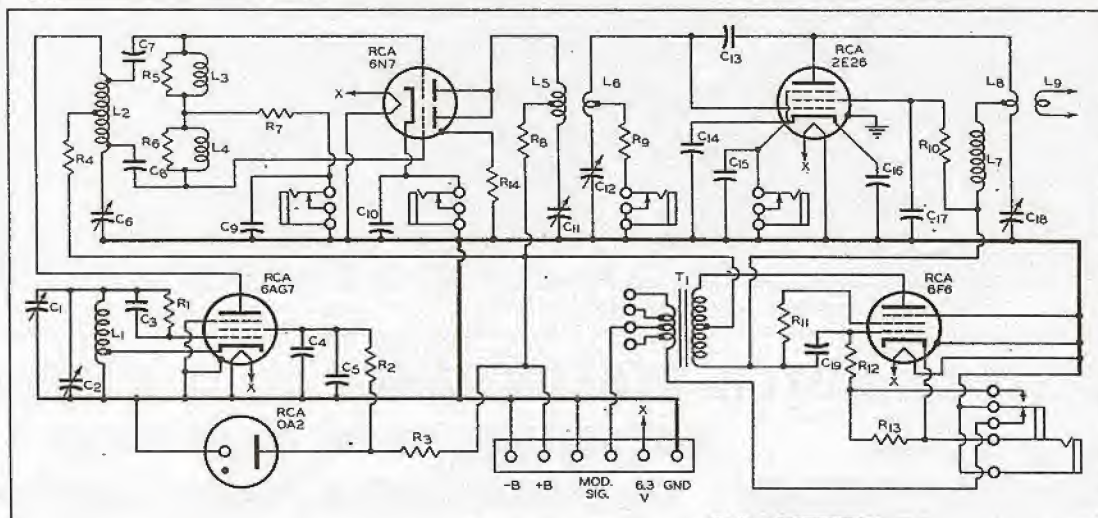 C7
R5
L3
L2
R6
L4
C8
R4
C6
R7
C9
C10
X
RCA
6N7
R14
L5
R8
C11
L6
R9
C12
C13
C14
C15
RCA
2E26
X
C16
R10
C17
L7
L8
L9
C18
C1
C2
L1
C3
R1
RCA
6AG7
X
C4
C5
R2
RCA
OA2
R3
X
-B
+B
MOD.
SIG.
6.3
V
GND
T1
R11
C19
R12
R13
RCA
6F6
X